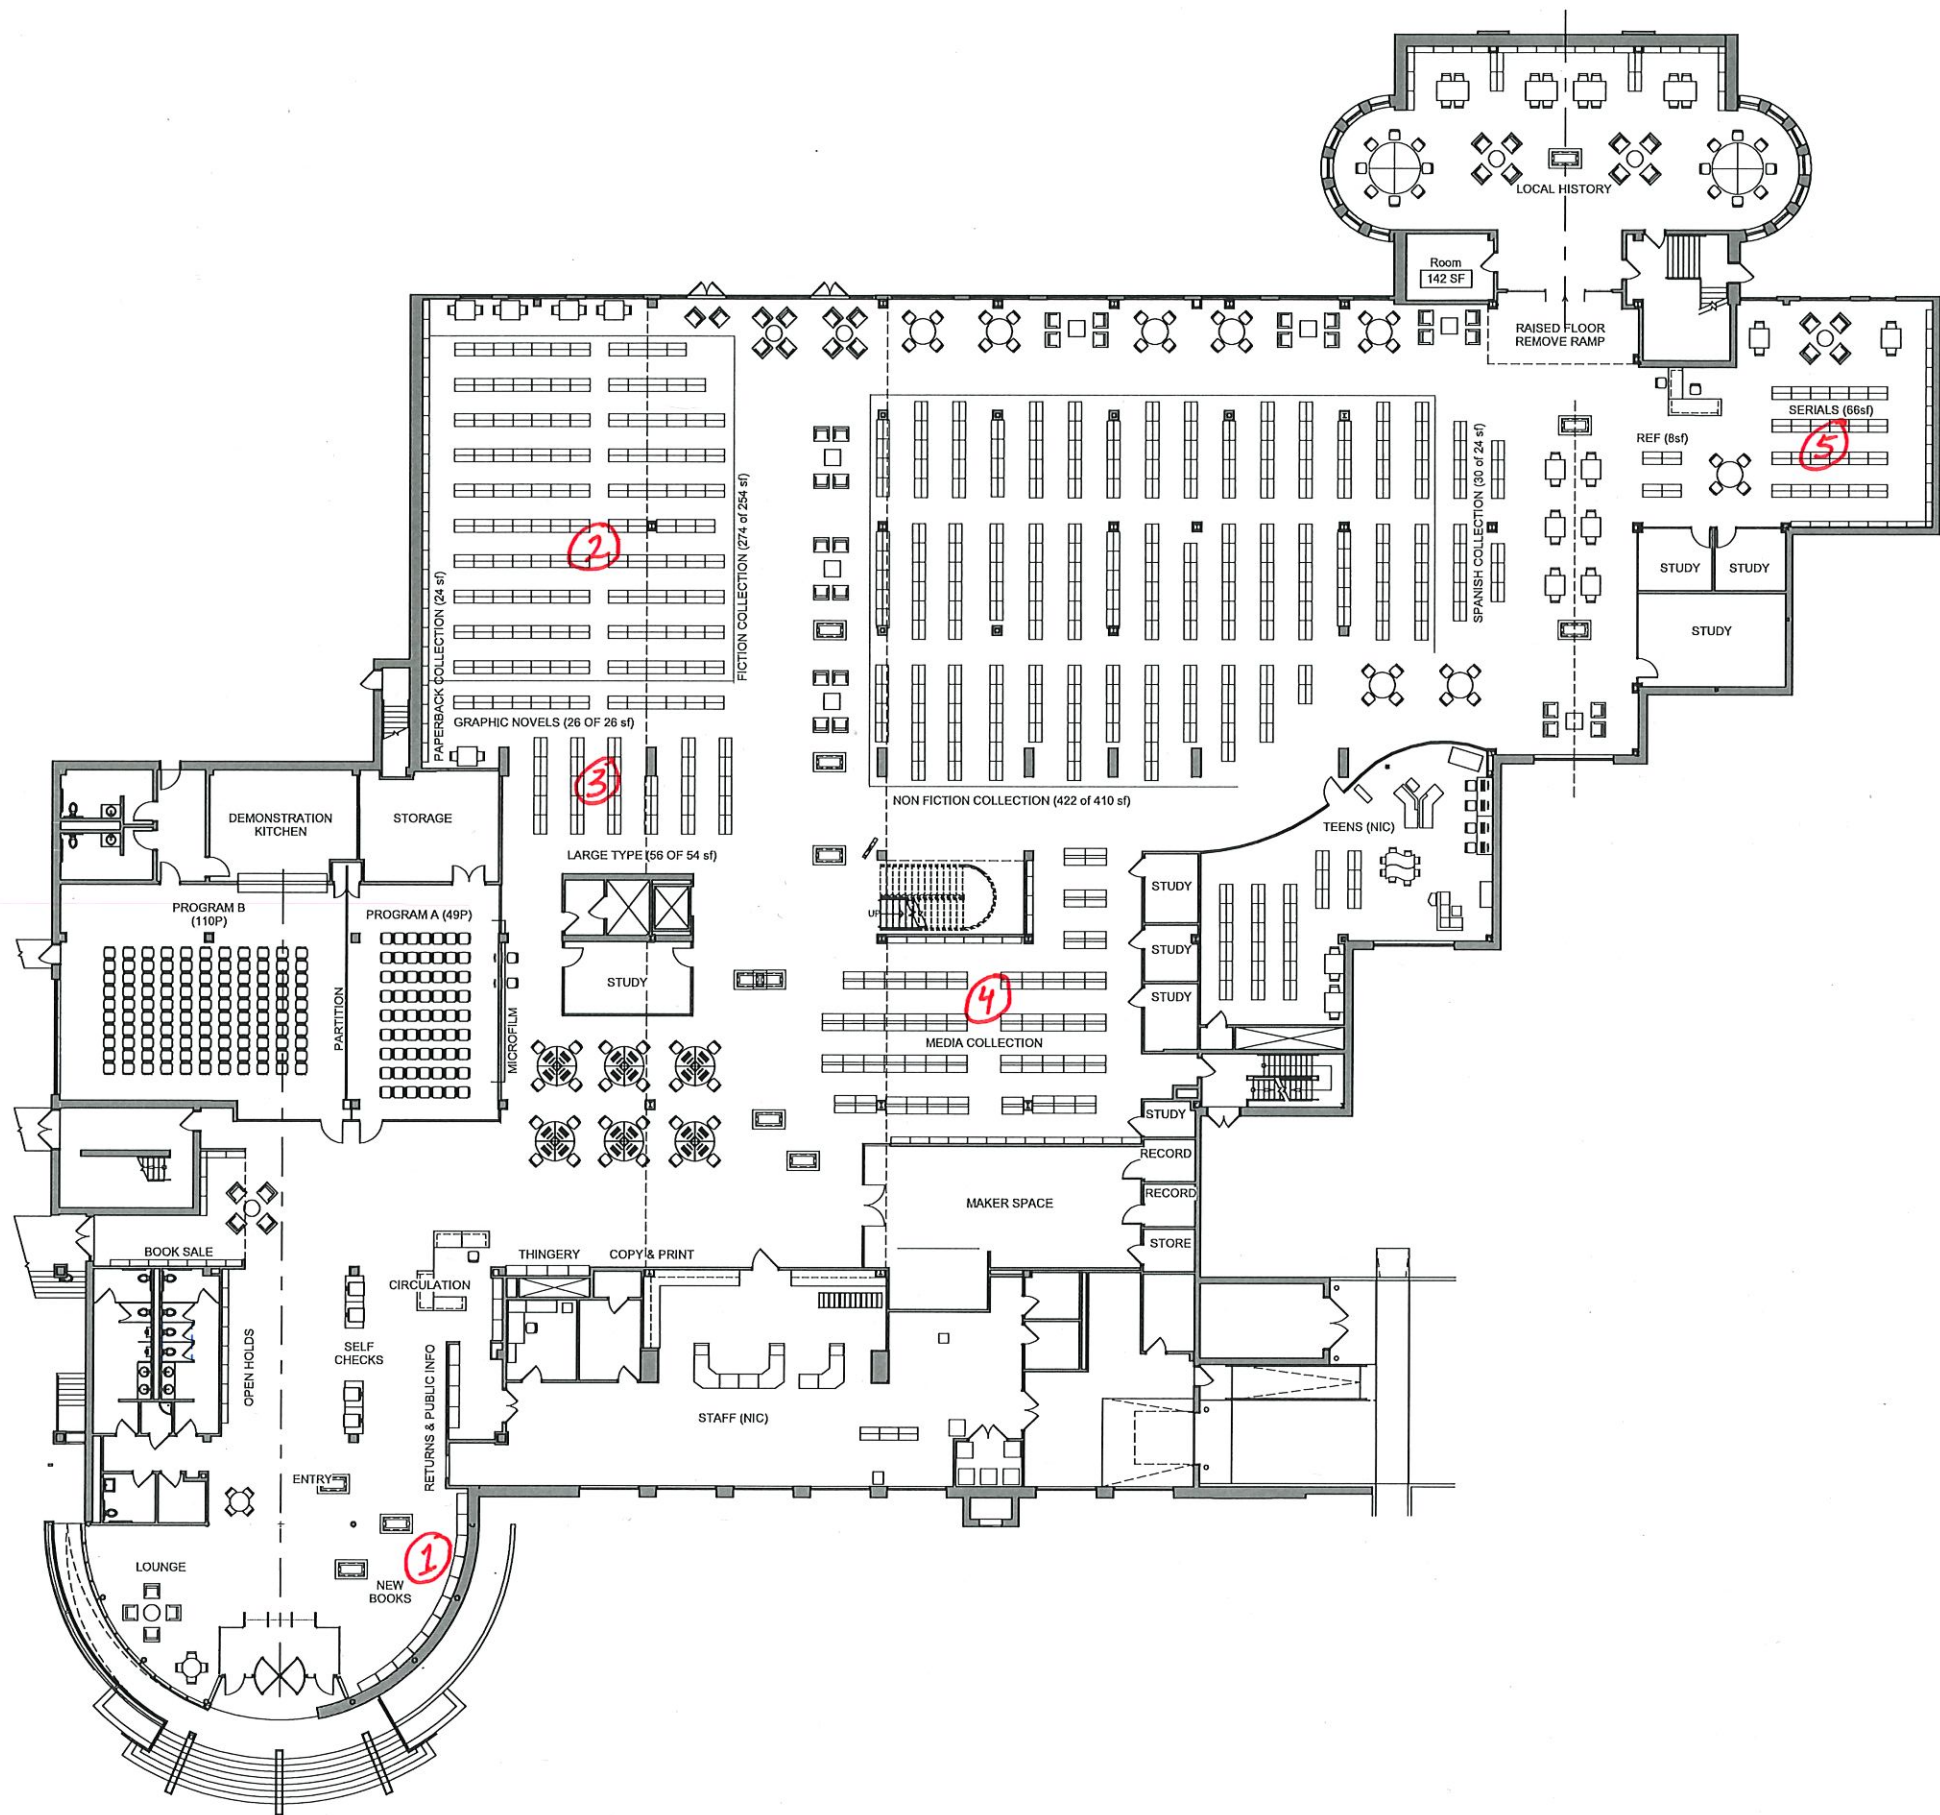 LOCAL HISTORY
Room
142 SF
RAISED FLOOR
REMOVE RAMP
SERIALS (66sf)
REF (8sf)
5
STUDY
STUDY
STUDY
SPANISH COLLECTION (30 of 24 sf)
FICTION COLLECTION (274 of 254 sf)
2
PAPERBACK COLLECTION (24 sf)
GRAPHIC NOVELS (26 OF 26 sf)
3
LARGE TYPE (56 OF 54 sf)
NON FICTION COLLECTION (422 of 410 sf)
TEENS (NIC)
DEMONSTRATION
KITCHEN
STORAGE
PROGRAM B
(110P)
PROGRAM A (49P)
PARTITION
MICROFILM
STUDY
UP
STUDY
STUDY
STUDY
4
MEDIA COLLECTION
STUDY
RECORD
RECORD
STORE
MAKER SPACE
BOOK SALE
THINGERY
COPY & PRINT
CIRCULATION
SELF
CHECKS
OPEN HOLDS
RETURNS & PUBLIC INFO
STAFF (NIC)
ENTRY
1
LOUNGE
NEW
BOOKS